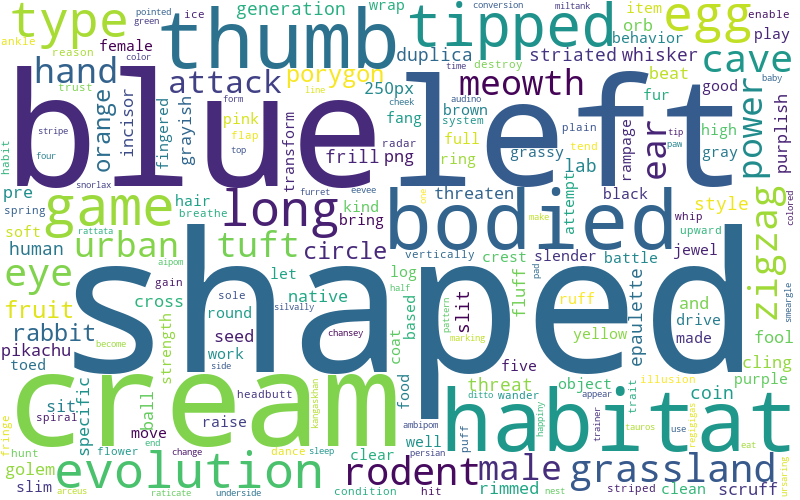 type
thumb
tipped
egg
blue
left
shaped
cream
habitat
bodied
game
long
evolution
rodent
male
grassland
zigzag
cave
power
meowth
attack
hand
porygon
tuft
urban
eye
fruit
rabbit
circle
ear
pointed
green
ice
ankle
reason
color
trust
female
generation
wrap
conversion
miltank
item
orb
enable
play
behavior
duplica
striated
whisker
destroy
time
beat
baby
250px
form
line
cheek
audino
brown
system
fur
good
plain
tip
paw
orange
incisor
fingered
grayish
pink
flap
top
transform
frill
png
radar
fang
full
ring
grassy
lab
tend
rampage
gray
high
purplish
habit
stripe
four
snorlax
furret
eevee
pre
spring
hair
breathe
kind
bring
threaten
attempt
black
one
make
whip
style
colored
soft
human
rattata
aipom
let
gain
cross
sole
native
silvally
half
vertically
log
crest
slender
battle
jewel
upward
round
seed
chansey
based
slit
pad
fluff
ruff
yellow
epaulette
and
drive
made
fool
smeargle
pikachu
become
strength
work
side
coat
pattern
marking
five
threat
object
illusion
purple
cling
toed
sit
spiral
specific
ball
raise
headbutt
kangaskhan
food
ditto
wander
appear
trait
coin
fringe
hunt
flower
move
end
change
dance
sleep
ambipom
well
puff
happiny
trainer
tauros
use
regigigas
eat
golem
slim
arceus
raticate
underside
clear
persian
condition
hit
rimmed
nest
striped
clean
scruff
ursaring